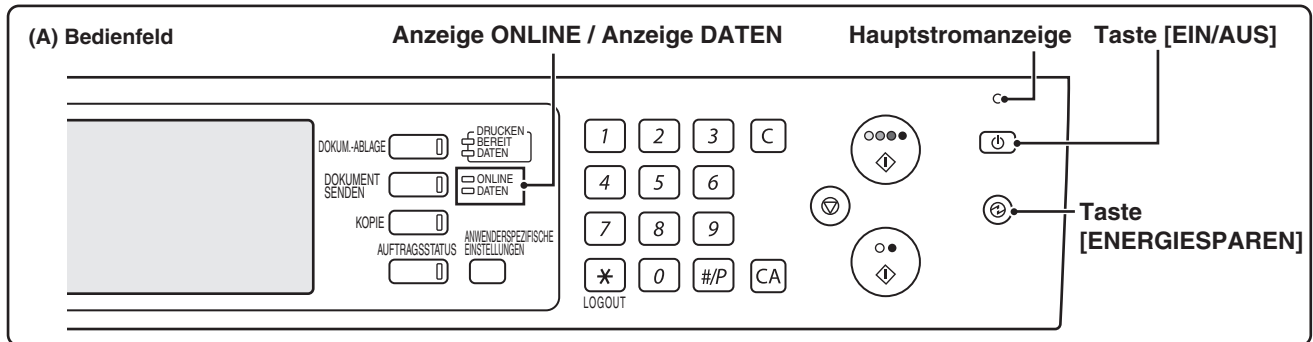 (A) Bedienfeld
Anzeige ONLINE / Anzeige DATEN
Hauptstromanzeige
Taste [EIN/AUS]
DOKUM.-ABLAGE
DRUCKEN
BEREIT
DATEN
DOKUMENT
SENDEN
ONLINE
DATEN
KOPIE
AUFTRAGSSTATUS
ANWENDERSPEZIFISCHE
EINSTELLUNGEN
1 2 3 C
4 5 6
7 8 9
* 0 #/P CA
LOGOUT
Taste
[ENERGIESPAREN]